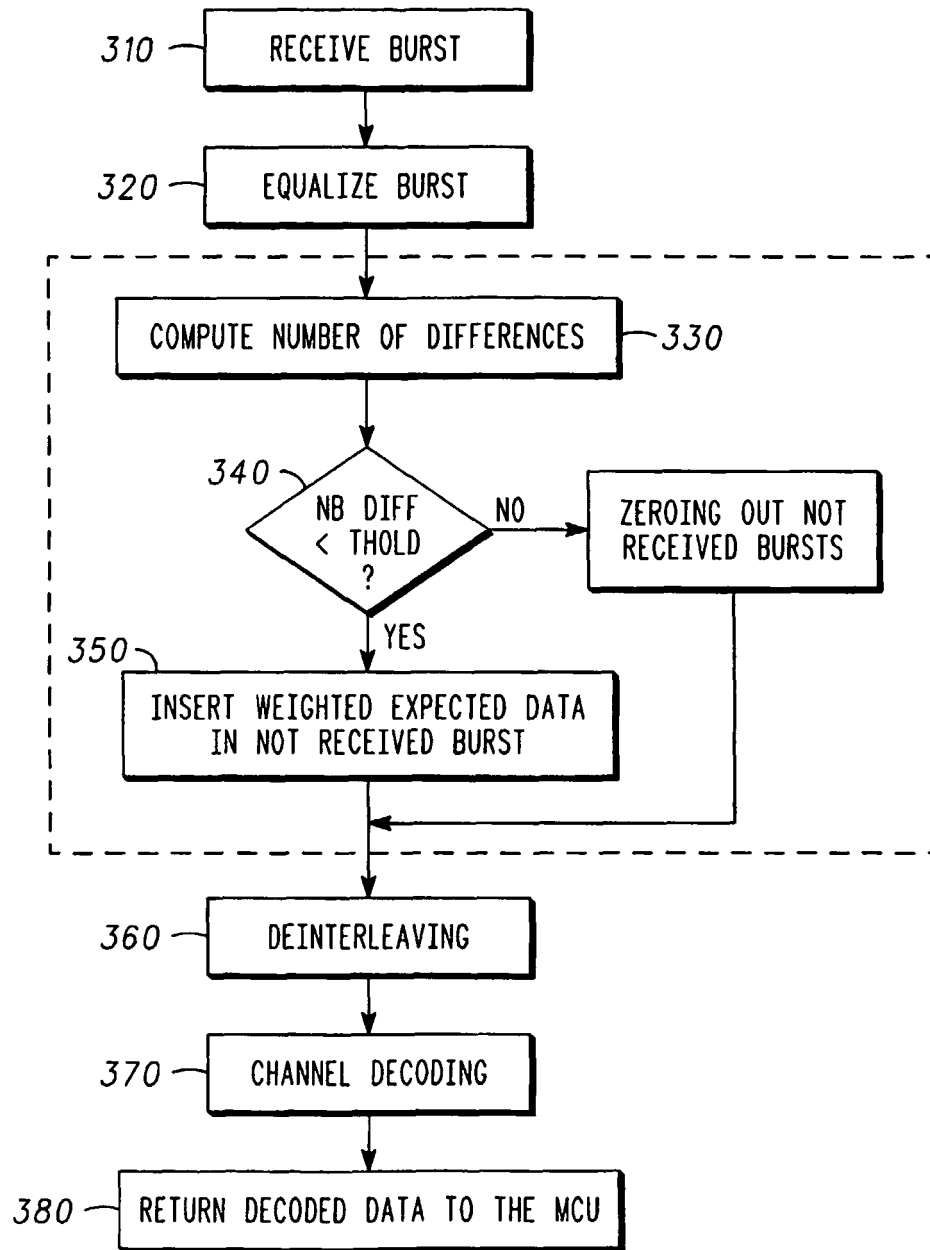 310
RECEIVE BURST
320
EQUALIZE BURST
COMPUTE NUMBER OF DIFFERENCES
330
340
NB DIFF
< THOLD
?
NO
ZEROING OUT NOT
RECEIVED BURSTS
YES
350
INSERT WEIGHTED EXPECTED DATA
IN NOT RECEIVED BURST
360
DEINTERLEAVING
370
CHANNEL DECODING
380
RETURN DECODED DATA TO THE MCU